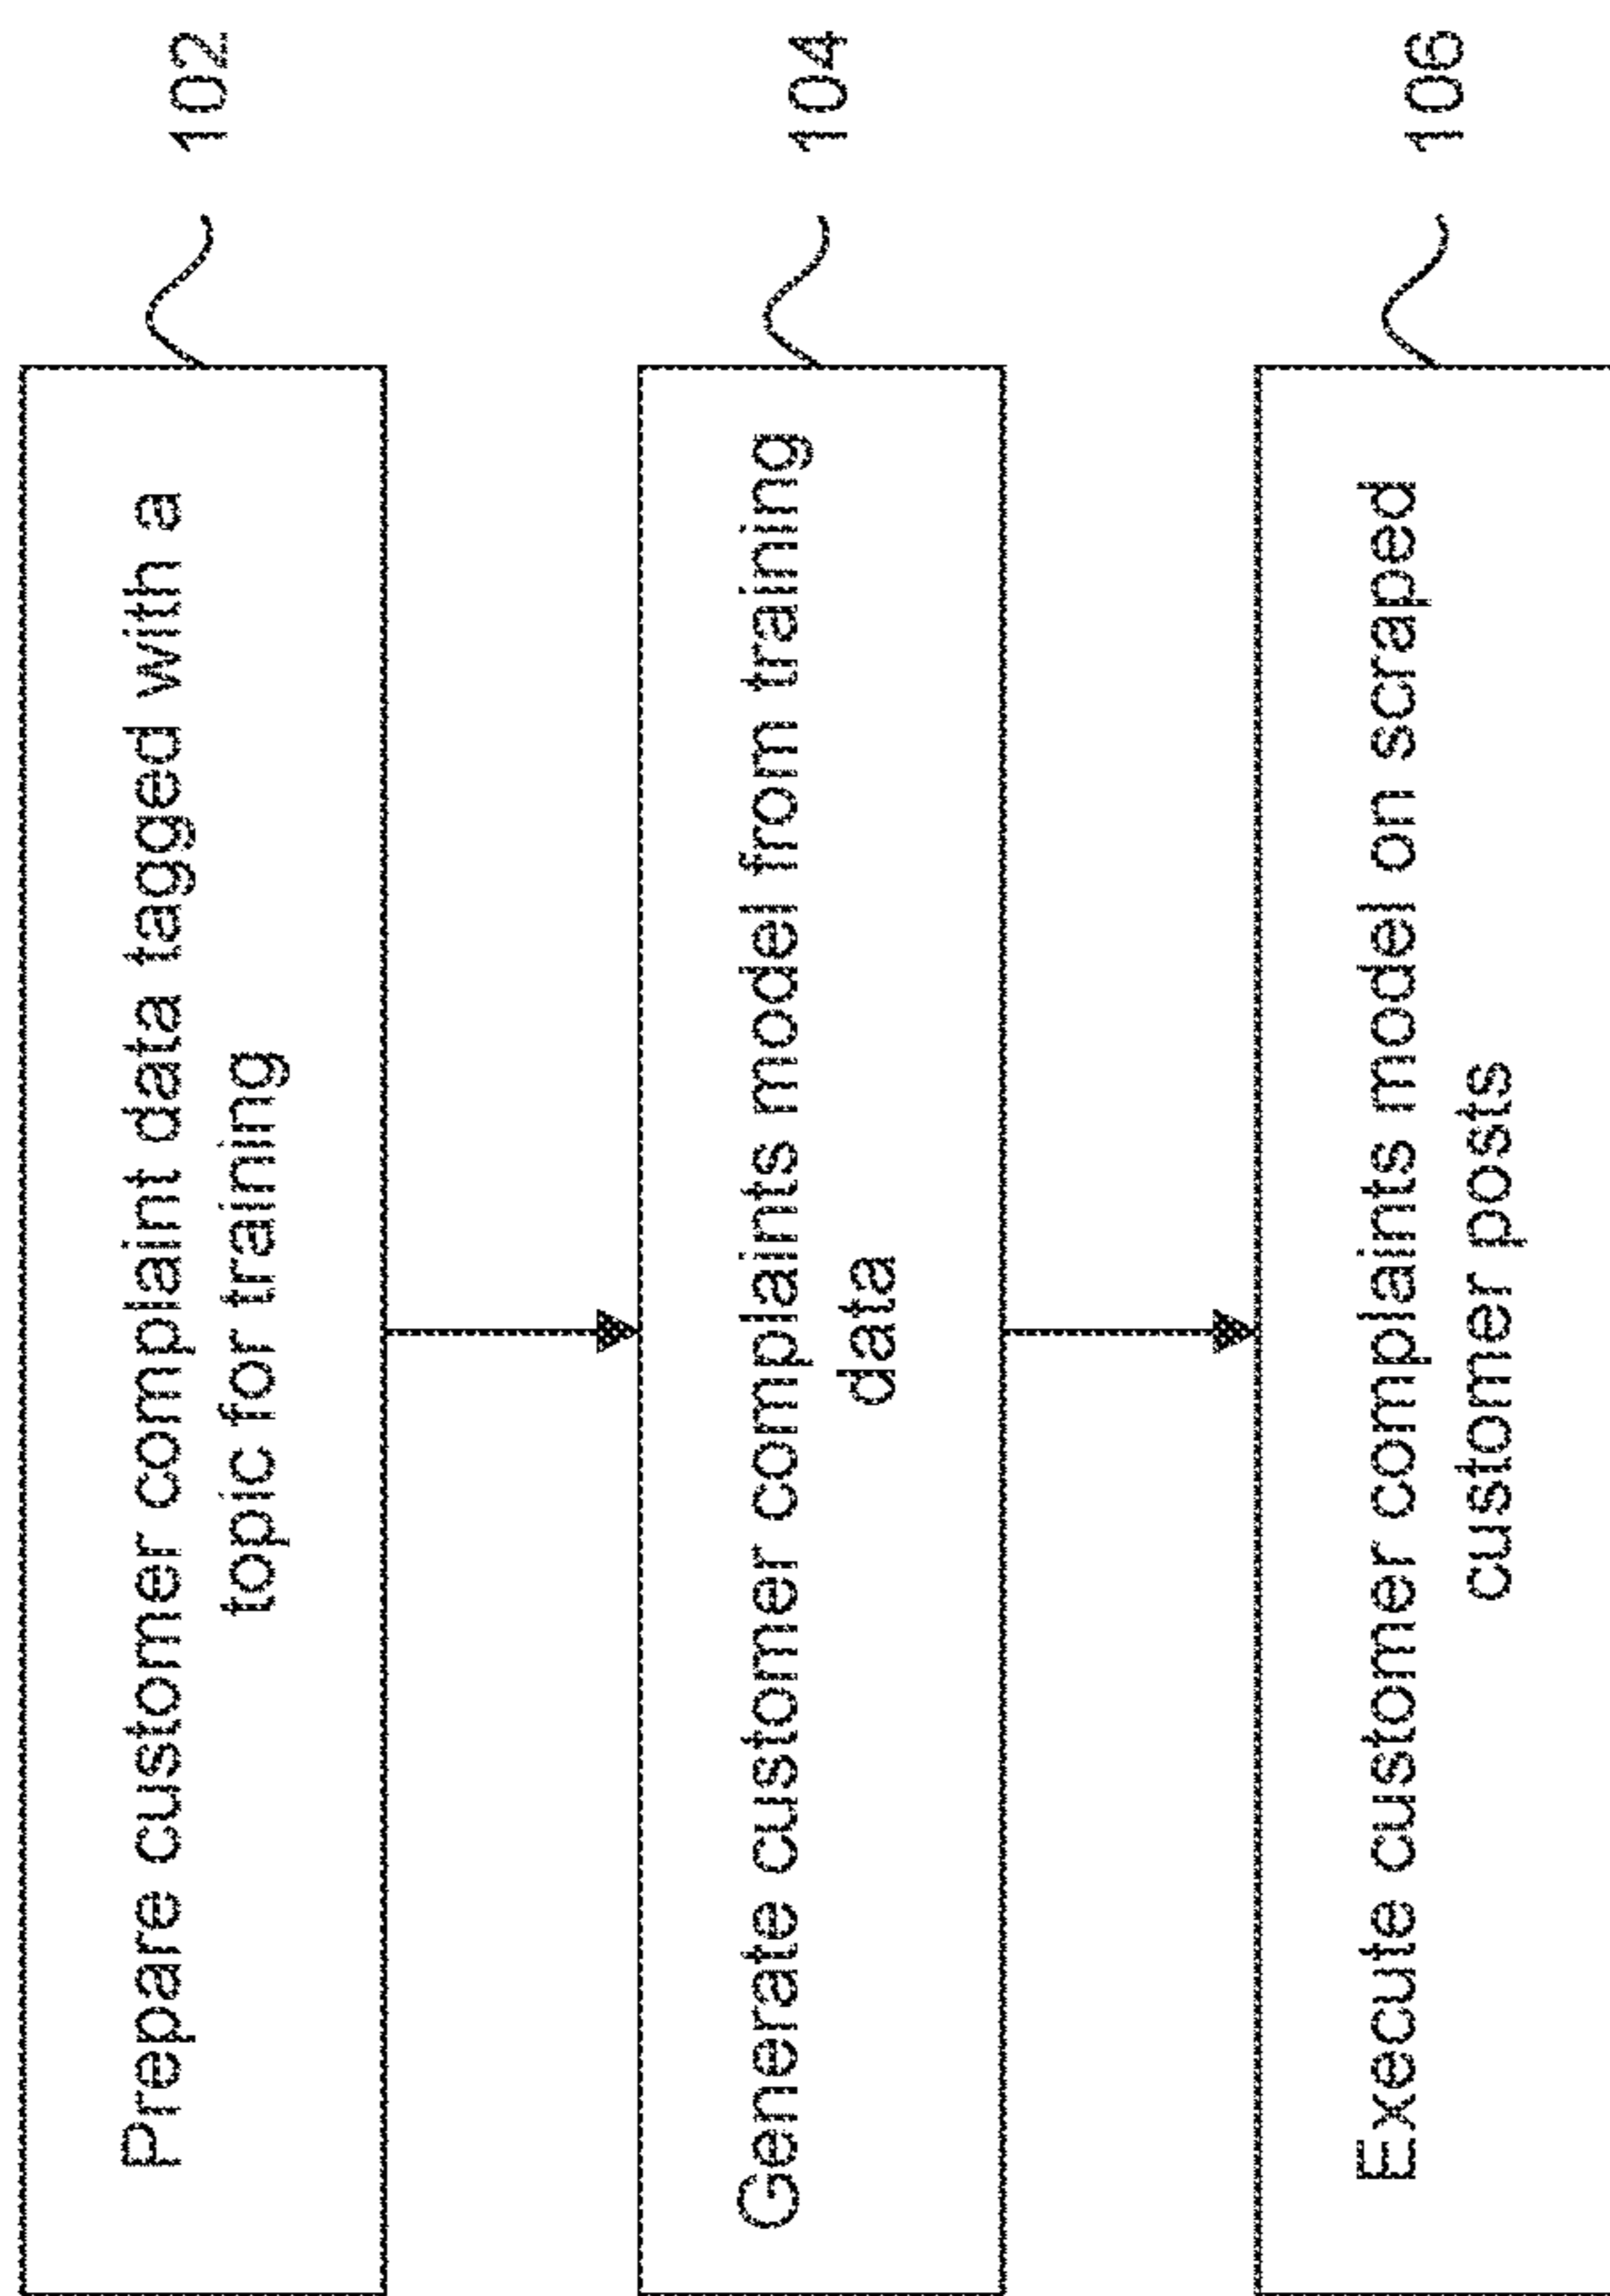 Prepare customer complaint data tagged with a
topic for training
102
Generate customer complaints model from training
data
104
Execute customer complaints model on scraped
customer posts
106